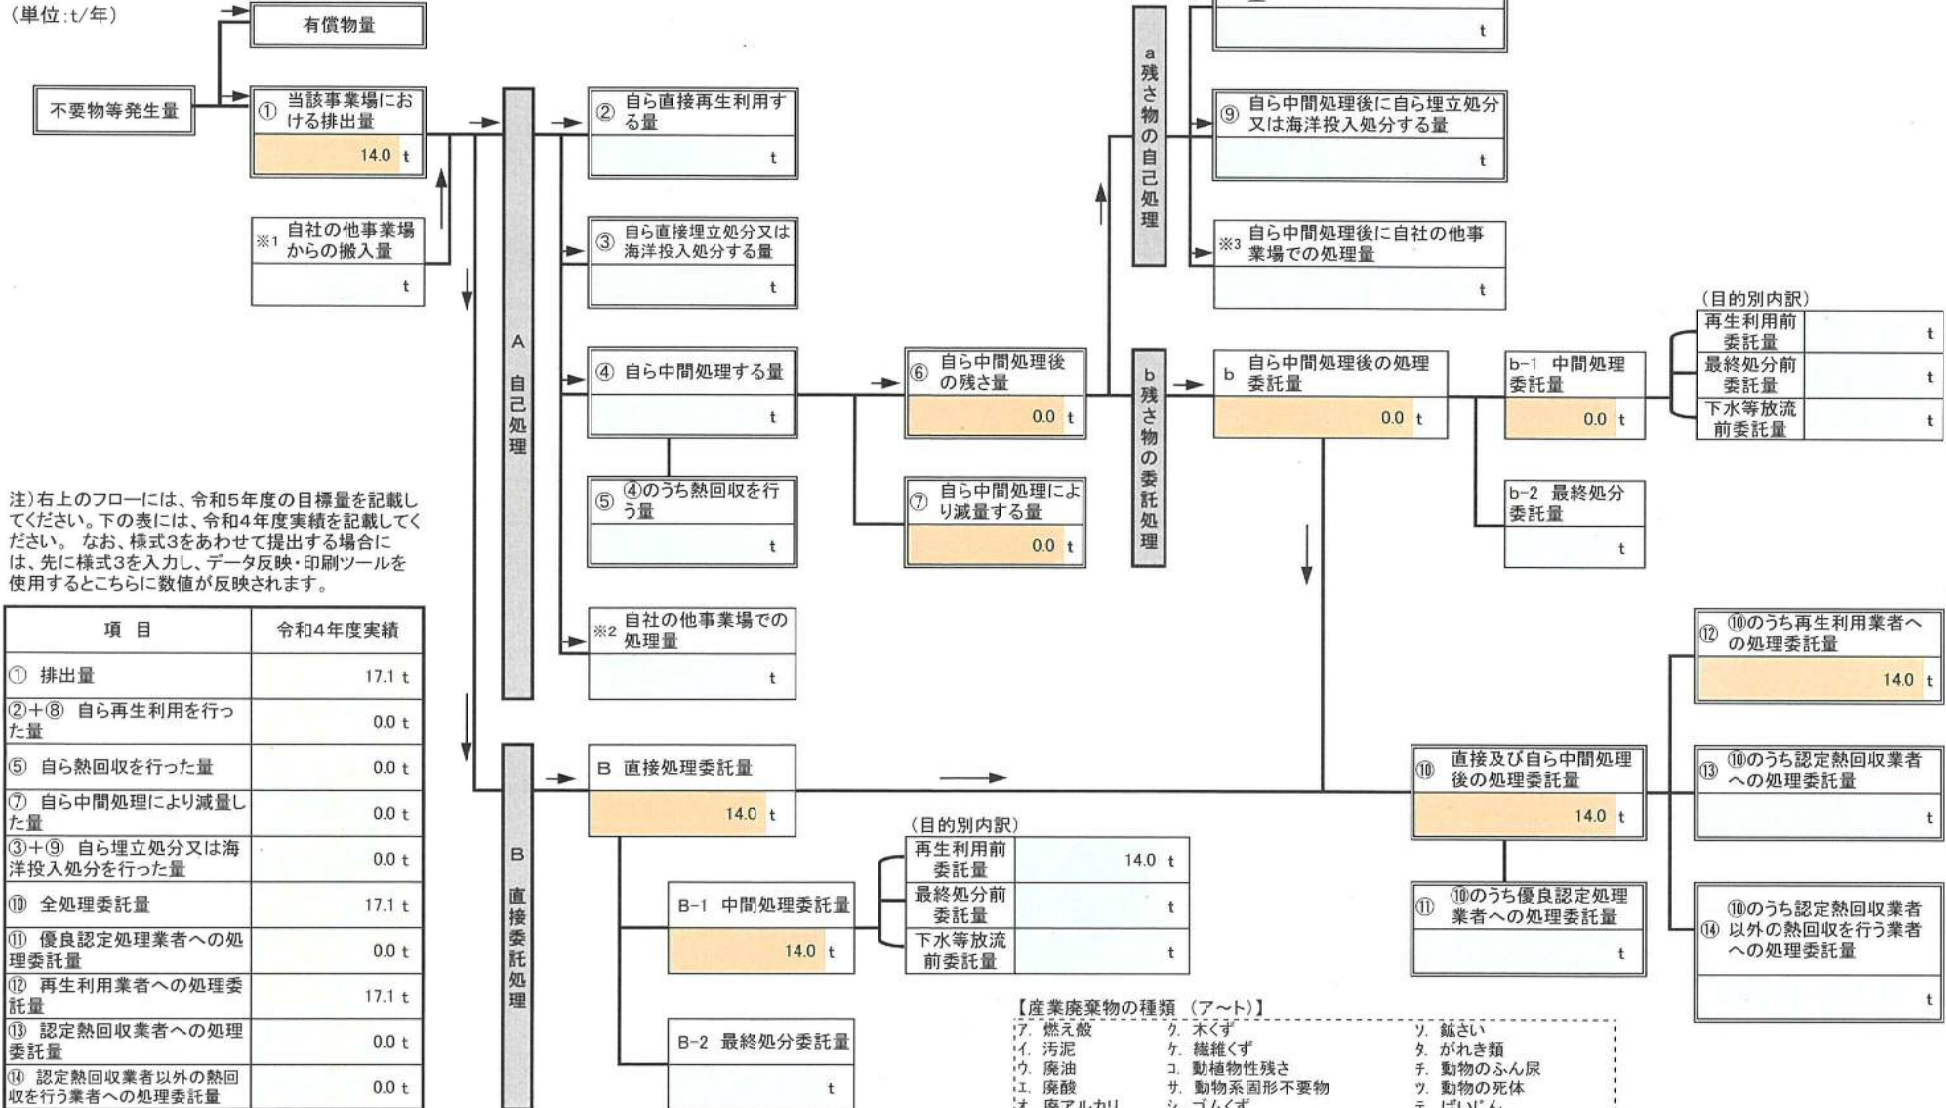 (単位:t/年)
有償物量
不要物等発生量
① 当該事業場にお
ける排出量
14.0 t
※1 自社の他事業場
からの搬入量
t
A 自己処理
② 自ら直接再生利用す
る量
t
③ 自ら直接埋立処分又は
海洋投入処分する量
t
④ 自ら中間処理する量
t
⑤ ④のうち熱回収を行
う量
t
※2 自社の他事業場での
処理量
t
⑥ 自ら中間処理後
の残さ量
0.0 t
⑦ 自ら中間処理によ
り減量する量
0.0 t
a 残さ物の自己処理
t
⑨ 自ら中間処理後に自ら埋立処分
又は海洋投入処分する量
t
※3 自ら中間処理後に自社の他事
業場での処理量
t
b 残さ物の委託処理
b 自ら中間処理後の処理
委託量
0.0 t
b-1 中間処理
委託量
0.0 t
(目的別内訳)
再生利用前
委託量
t
最終処分前
委託量
t
下水等放流
前委託量
t
b-2 最終処分
委託量
t
注)右上のフローには、令和5年度の目標量を記載し
てください。下の表には、令和4年度実績を記載してく
ださい。 なお、様式3をあわせて提出する場合に
は、先に様式3を入力し、データ反映・印刷ツールを
使用するとこちらに数値が反映されます。
項 目 令和4年度実績
① 排出量 17.1 t
②+⑧ 自ら再生利用を行っ
た量 0.0 t
⑤ 自ら熱回収を行った量 0.0 t
⑦ 自ら中間処理により減量し
た量 0.0 t
③+⑨ 自ら埋立処分又は海
洋投入処分を行った量 0.0 t
⑩ 全処理委託量 17.1 t
⑪ 優良認定処理業者への処
理委託量 0.0 t
⑫ 再生利用業者への処理委
託量 17.1 t
⑬ 認定熱回収業者への処理
委託量 0.0 t
⑭ 認定熱回収業者以外の熱回
収を行う業者への処理委託量 0.0 t
B 直接委託処理
B 直接処理委託量
14.0 t
B-1 中間処理委託量
14.0 t
(目的別内訳)
再生利用前
委託量
14.0 t
最終処分前
委託量
t
下水等放流
前委託量
t
B-2 最終処分委託量
t
⑩ 直接及び自ら中間処理
後の処理委託量
14.0 t
⑪ ⑩のうち優良認定処理
業者への処理委託量
t
⑫ ⑩のうち再生利用業者へ
の処理委託量
14.0 t
⑬ ⑩のうち認定熱回収業者
への処理委託量
t
⑭ ⑩のうち認定熱回収業者
以外の熱回収を行う業者
への処理委託量
t
【産業廃棄物の種類 (ア～ト)】
ア. 燃え殻 ク. 木くず ソ. 鉱さい
イ. 汚泥 ケ. 繊維くず タ. がれき類
ウ. 廃油 コ. 動植物性残さ チ. 動物のふん尿
エ. 廃酸 サ. 動物系固形不要物 ツ. 動物の死体
オ. 廃アルカリ シ. ゴムくず テ. ばいじん